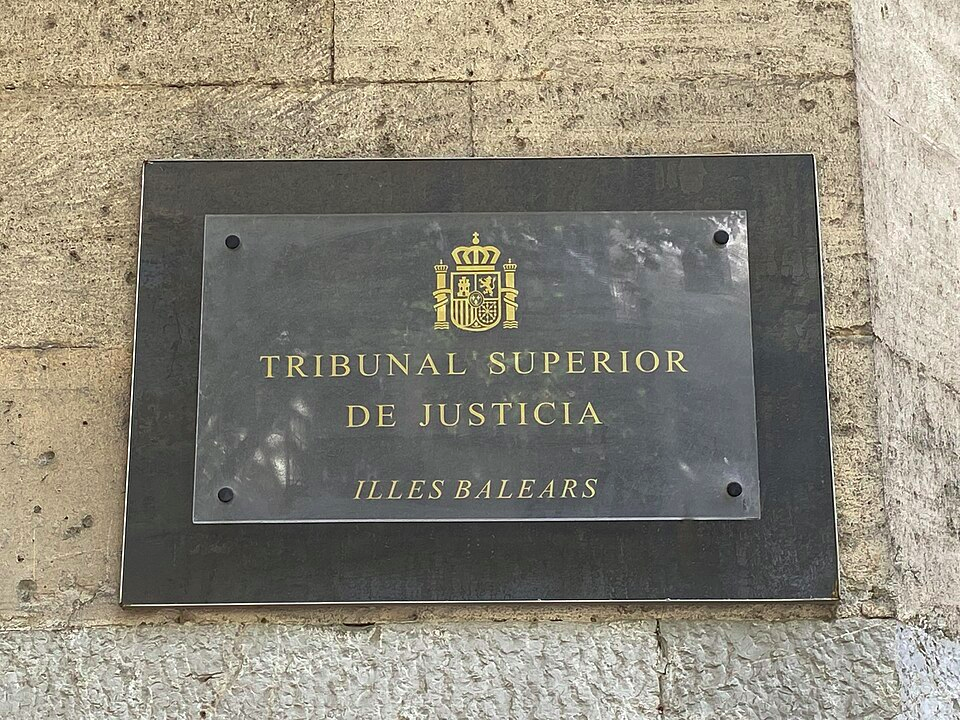 TRIBUNAL SUPERIOR
DE JUSTICIA
ILLES BALEARS